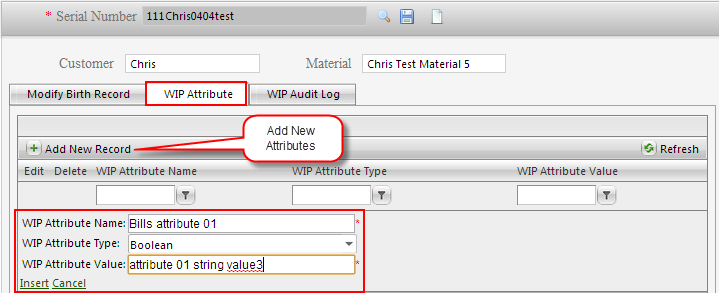 * Serial Number 111Chris0404test
Customer Chris Material Chris Test Material 5
Modify Birth Record WIP Attribute WIP Audit Log
Add New Attributes
+ Add New Record Refresh
Edit Delete WIP Attribute Name WIP Attribute Type WIP Attribute Value
WIP Attribute Name: Bills attribute 01 *
WIP Attribute Type: Boolean
WIP Attribute Value: attribute 01 string value3 *
Insert Cancel